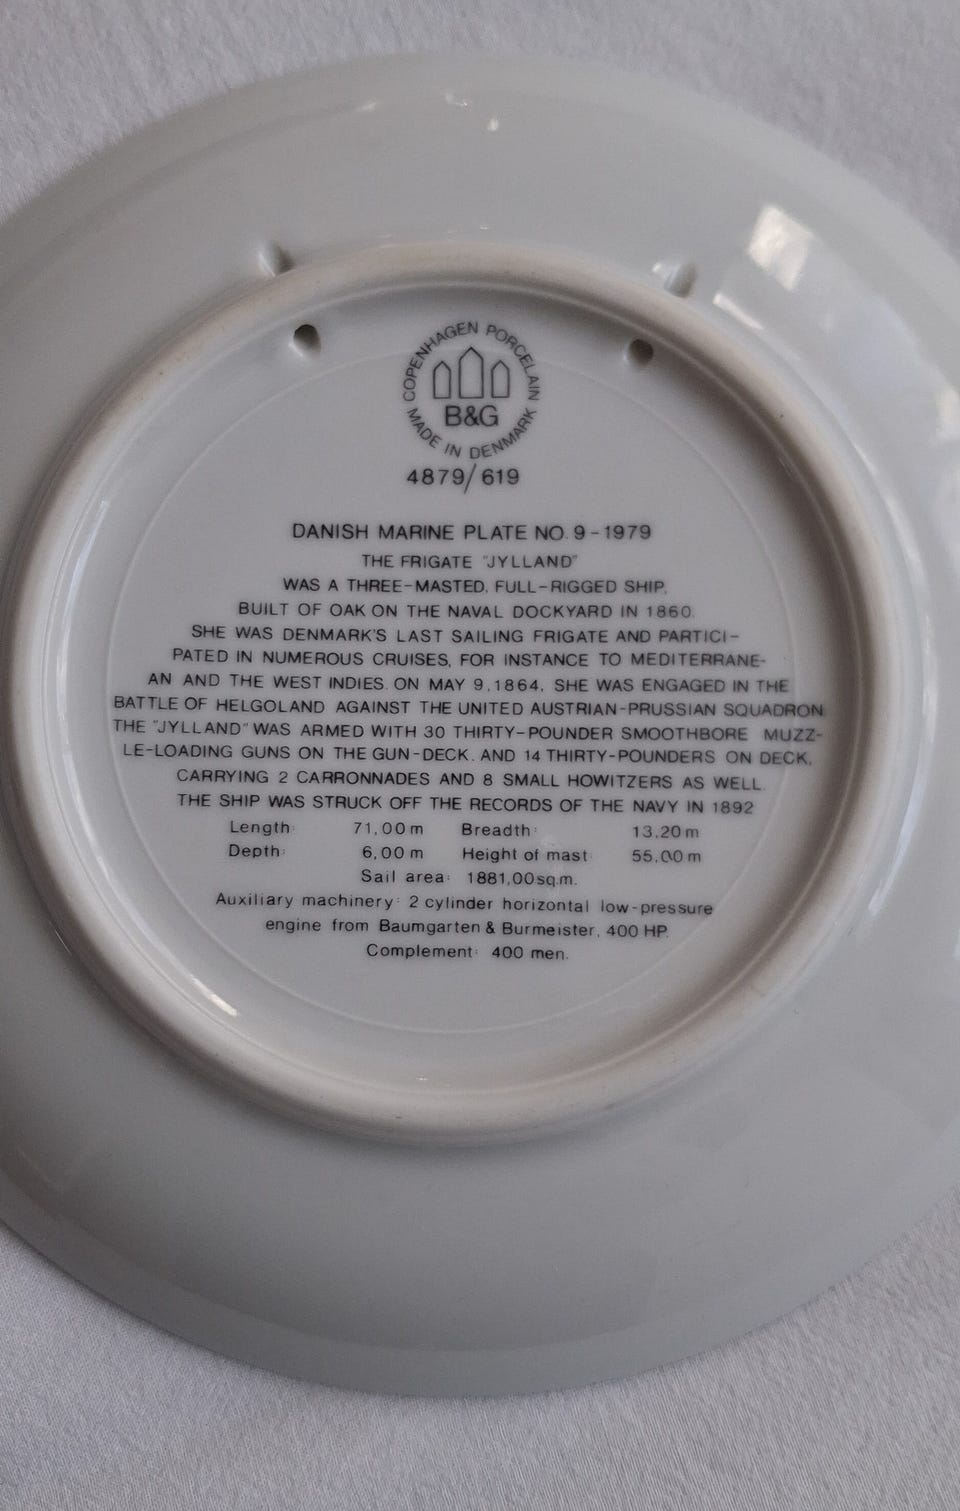 COPENHAGEN PORCELAIN
B&G
MADE IN DENMARK
4879/619
DANISH MARINE PLATE NO. 9-1979
THE FRIGATE "JYLLAND"
WAS A THREE-MASTED, FULL-RIGGED SHIP,
BUILT OF OAK ON THE NAVAL DOCKYARD IN 1860.
SHE WAS DENMARK'S LAST SAILING FRIGATE AND PARTICI-
PATED IN NUMEROUS CRUISES, FOR INSTANCE TO MEDITERRANE-
AN AND THE WEST INDIES. ON MAY 9,1864, SHE WAS ENGAGED IN THE
BATTLE OF HELGOLAND AGAINST THE UNITED AUSTRIAN-PRUSSIAN SQUADRON.
THE "JYLLAND" WAS ARMED WITH 30 THIRTY-POUNDER SMOOTHBORE MUZZ-
LE-LOADING GUNS ON THE GUN-DECK. AND 14 THIRTY-POUNDERS ON DECK,
CARRYING 2 CARRONNADES AND 8 SMALL HOWITZERS AS WELL.
THE SHIP WAS STRUCK OFF THE RECORDS OF THE NAVY IN 1892
Length: 71,00 m Breadth: 13,20 m
Depth: 6,00 m Height of mast: 55,00 m
Sail area: 1881,00 sq.m.
Auxiliary machinery: 2 cylinder horizontal low-pressure
engine from Baumgarten & Burmeister, 400 HP.
Complement: 400 men.